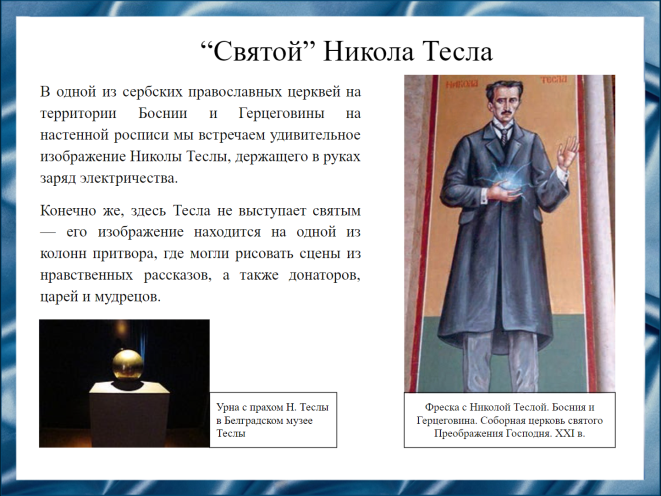 “Святой” Никола Тесла
В одной из сербских православных церквей на
территории Боснии и Герцеговины на
настенной росписи мы встречаем удивительное
изображение Николы Теслы, держащего в руках
заряд электричества.
Конечно же, здесь Тесла не выступает святым
— его изображение находится на одной из
колонн притвора, где могли рисовать сцены из
нравственных рассказов, а также донаторов,
царей и мудрецов.
НИКОЛА ТЕСЛА
Урна с прахом Н. Теслы
в Белградском музее
Теслы
Фреска с Николой Теслой. Босния и
Герцеговина. Соборная церковь святого
Преображения Господня. XXI в.